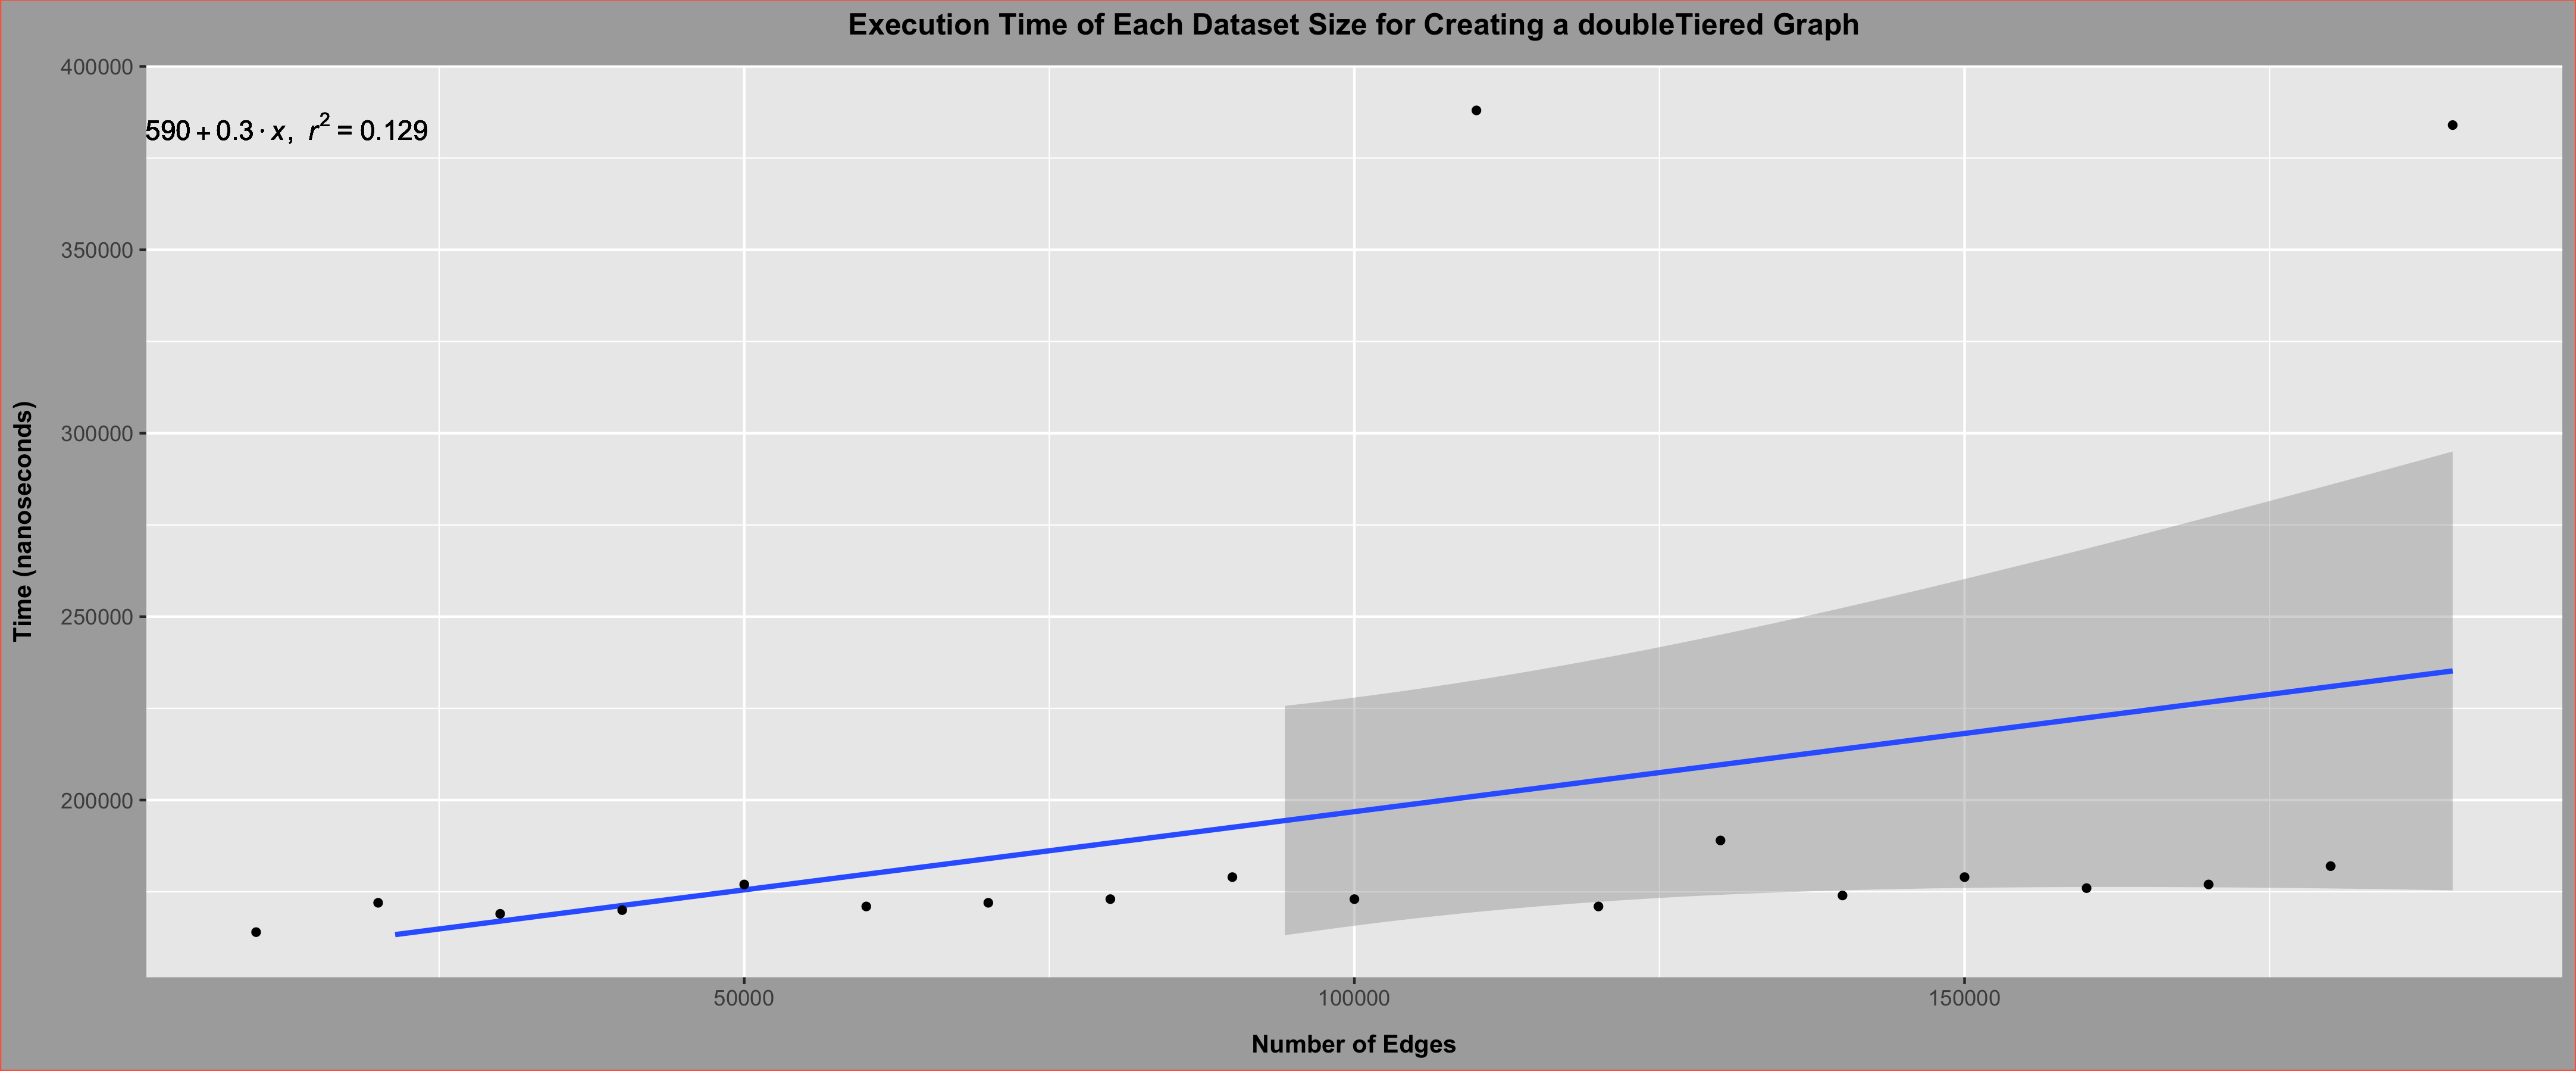 Execution Time of Each Dataset Size for Creating a doubleTiered Graph
590 + 0.3 · x, r² = 0.129
400000
350000
300000
250000
200000
Time (nanoseconds)
50000 100000 150000
Number of Edges